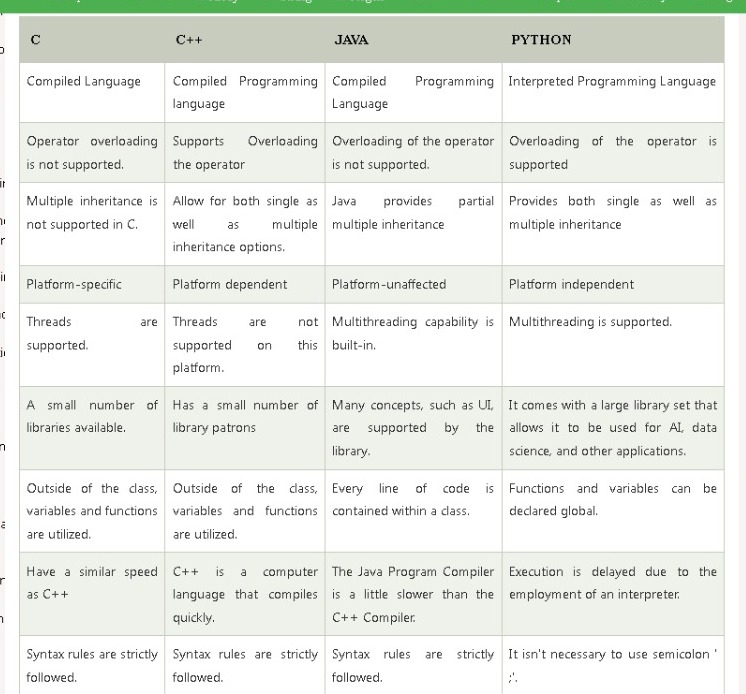 C C++ JAVA PYTHON
Compiled Language
Compiled Programming
language
Compiled Programming
Language
Interpreted Programming Language
Operator overloading
is not supported.
Supports Overloading
the operator
Overloading of the operator
is not supported.
Overloading of the operator is
supported
Multiple inheritance is
not supported in C.
Allow for both single as
well as multiple
inheritance options.
Java provides partial
multiple inheritance
Provides both single as well as
multiple inheritance
Platform-specific
Platform dependent
Platform-unaffected
Platform independent
Threads are
supported.
Threads are not
supported on this
platform.
Multithreading capability is
built-in.
Multithreading is supported.
A small number of
libraries available.
Has a small number of
library patrons
Many concepts, such as UI,
are supported by the
library.
It comes with a large library set that
allows it to be used for AI, data
science, and other applications.
Outside of the class,
variables and functions
are utilized.
Outside of the class,
variables and functions
are utilized.
Every line of code is
contained within a class.
Functions and variables can be
declared global.
Have a similar speed
as C++
C++ is a computer
language that compiles
quickly.
The Java Program Compiler
is a little slower than the
C++ Compiler.
Execution is delayed due to the
employment of an interpreter.
Syntax rules are strictly
followed.
Syntax rules are strictly
followed.
Syntax rules are strictly
followed.
It isn't necessary to use semicolon '
;'.